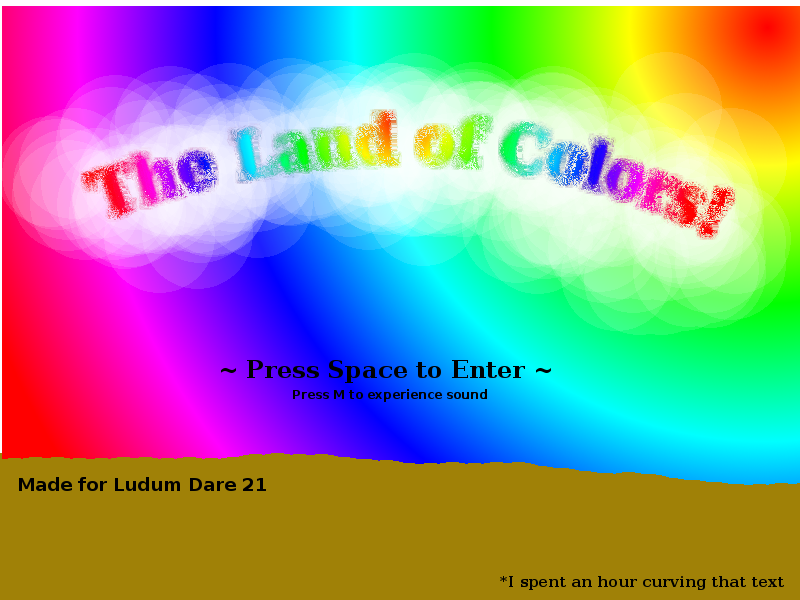 The Land of Colors!
~ Press Space to Enter ~
Press M to experience sound
Made for Ludum Dare 21
*I spent an hour curving that text